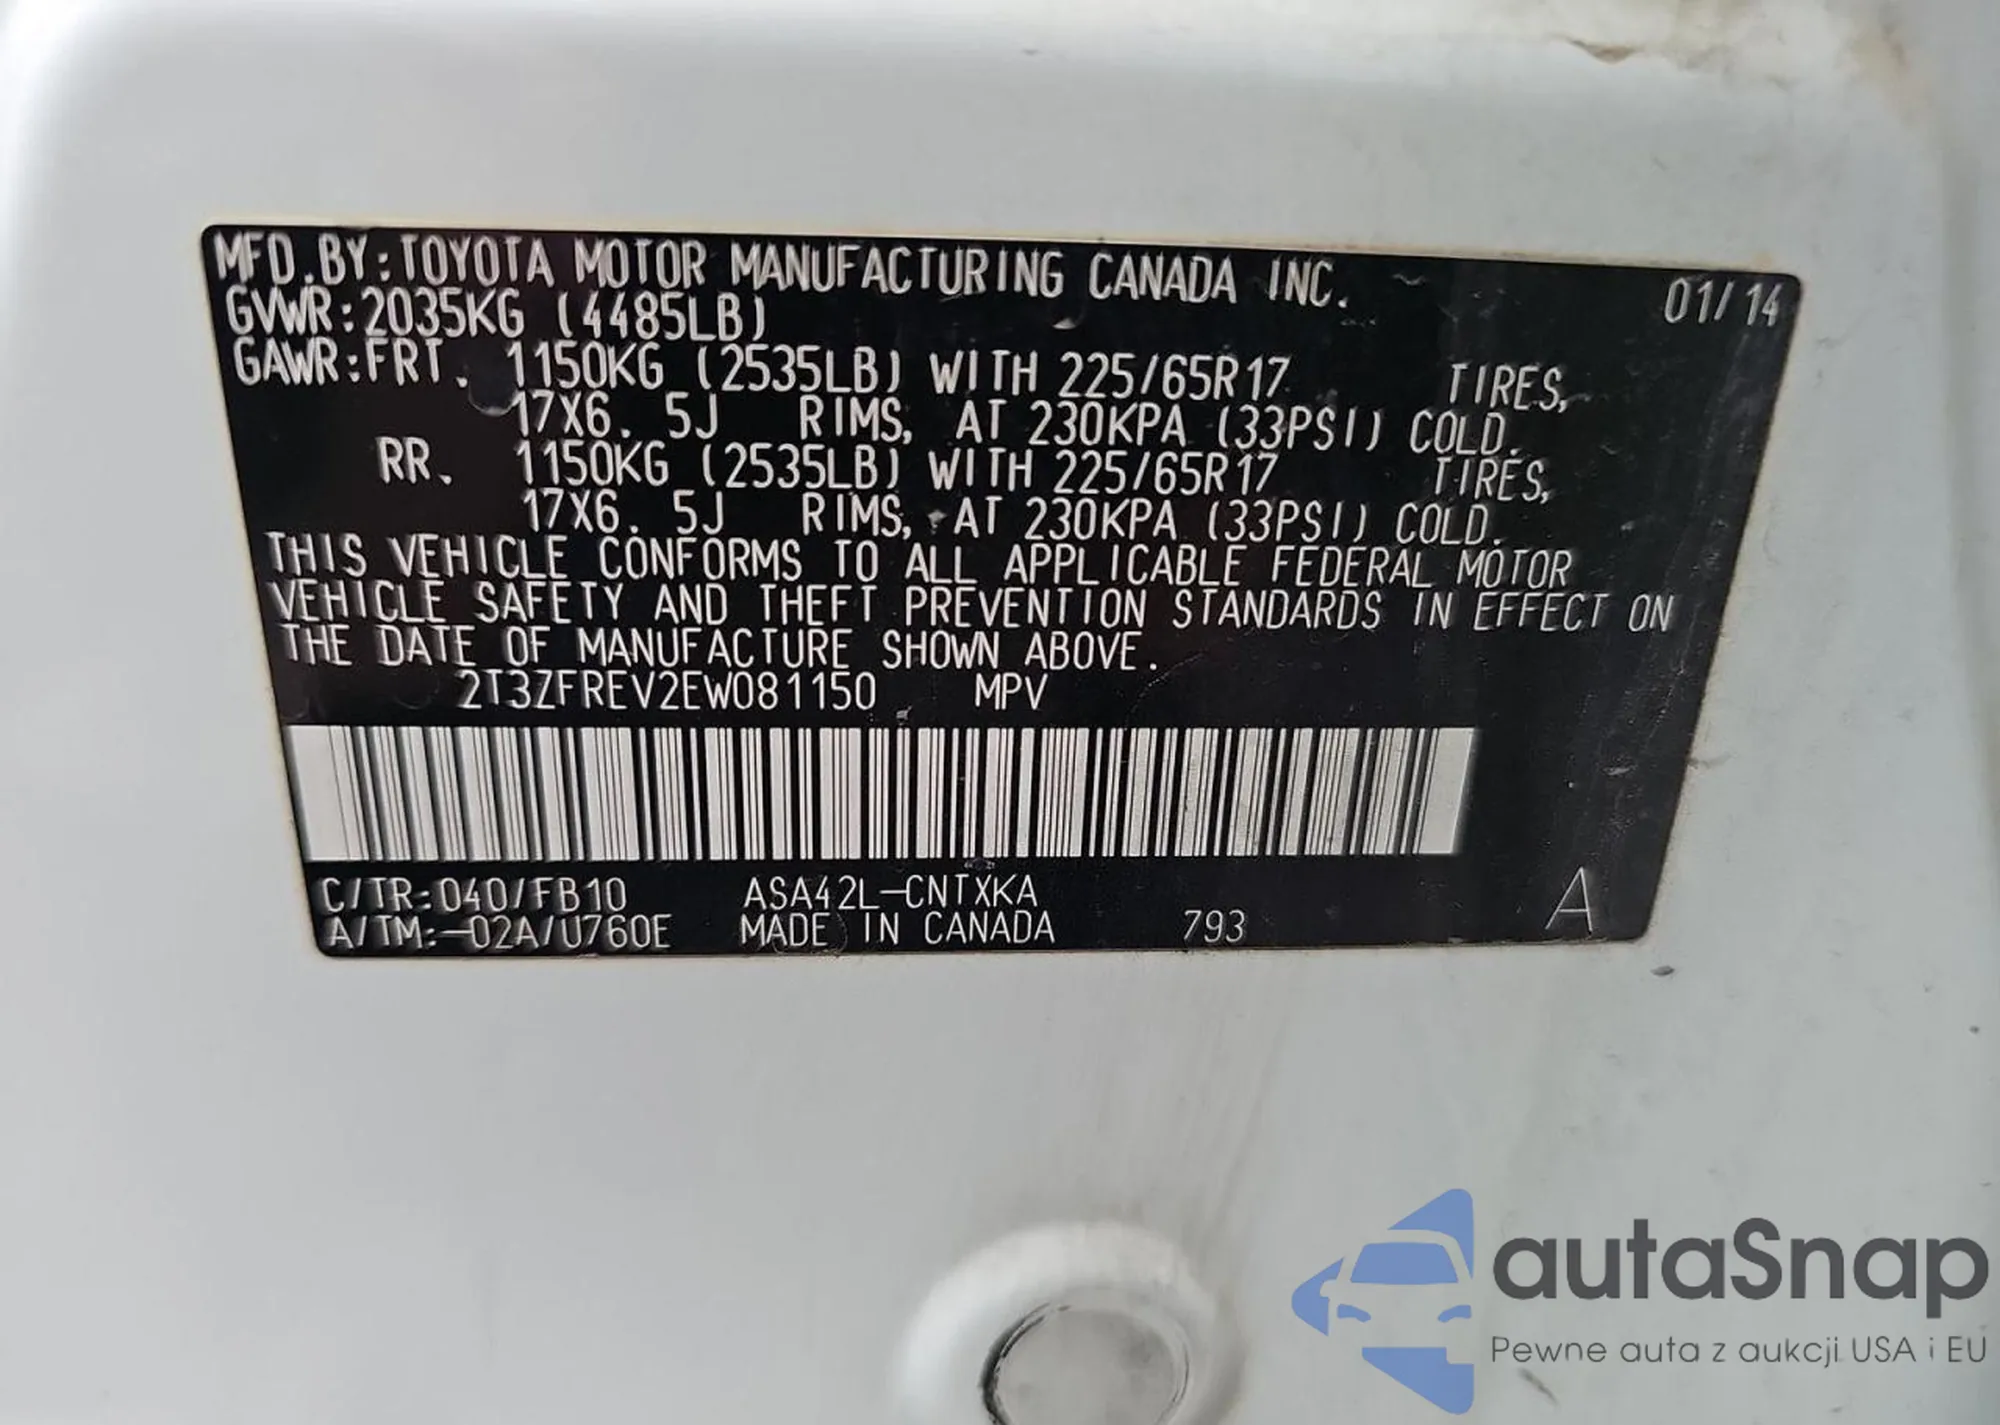 MFD.BY:TOYOTA MOTOR MANUFACTURING CANADA INC. 01/14
GVWR:2035KG (4485LB)
GAWR:FRT. 1150KG (2535LB) WITH 225/65R17 TIRES,
17X6.5J RIMS, AT 230KPA (33PSI) COLD.
RR. 1150KG (2535LB) WITH 225/65R17 TIRES,
17X6.5J RIMS, AT 230KPA (33PSI) COLD.
THIS VEHICLE CONFORMS TO ALL APPLICABLE FEDERAL MOTOR
VEHICLE SAFETY AND THEFT PREVENTION STANDARDS IN EFFECT ON
THE DATE OF MANUFACTURE SHOWN ABOVE.
2T3ZFREV2EW081150 MPV
C/TR:040/FB10 ASA42L-CNTXKA A
A/TM:-02A/U760E MADE IN CANADA 793
autaSnap
Pewne auta z aukcji USA i EU